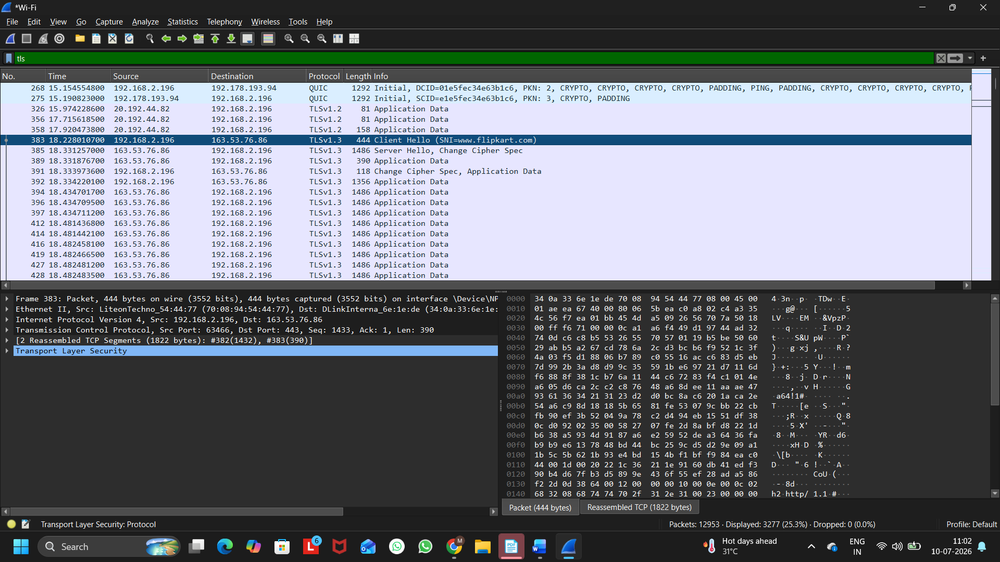 *Wi-Fi
File Edit View Go Capture Analyze Statistics Telephony Wireless Tools Help
tls
No. Time Source Destination Protocol Length Info
268 15.154554800 192.168.2.196 192.178.193.94 QUIC 1292 Initial, DCID=01e5fec34e63b1c6, PKN: 2, CRYPTO, CRYPTO, CRYPTO, CRYPTO, PADDING, PING, PADDING, CRYPTO, CRYPTO, CRYPTO, CRYPTO,
275 15.190823000 192.178.193.94 192.168.2.196 QUIC 1292 Initial, SCID=e1e5fec34e63b1c6, PKN: 3, CRYPTO, PADDING
326 15.974228600 20.192.44.82 192.168.2.196 TLSv1.2 81 Application Data
356 17.715618500 20.192.44.82 192.168.2.196 TLSv1.2 81 Application Data
358 17.920473800 20.192.44.82 192.168.2.196 TLSv1.2 158 Application Data
383 18.228010700 192.168.2.196 163.53.76.86 TLSv1.3 444 Client Hello (SNI=www.flipkart.com)
385 18.331257000 163.53.76.86 192.168.2.196 TLSv1.3 1486 Server Hello, Change Cipher Spec
389 18.331876700 163.53.76.86 192.168.2.196 TLSv1.3 390 Application Data
391 18.333973600 192.168.2.196 163.53.76.86 TLSv1.3 118 Change Cipher Spec, Application Data
392 18.334220100 192.168.2.196 163.53.76.86 TLSv1.3 1356 Application Data
394 18.434701700 163.53.76.86 192.168.2.196 TLSv1.3 1486 Application Data
396 18.434709500 163.53.76.86 192.168.2.196 TLSv1.3 1486 Application Data
397 18.434711200 163.53.76.86 192.168.2.196 TLSv1.3 1486 Application Data
412 18.481436800 163.53.76.86 192.168.2.196 TLSv1.3 1486 Application Data
414 18.481442100 163.53.76.86 192.168.2.196 TLSv1.3 1486 Application Data
416 18.482458100 163.53.76.86 192.168.2.196 TLSv1.3 1486 Application Data
419 18.482466500 163.53.76.86 192.168.2.196 TLSv1.3 1486 Application Data
427 18.482481200 163.53.76.86 192.168.2.196 TLSv1.3 1486 Application Data
428 18.482483500 163.53.76.86 192.168.2.196 TLSv1.3 1486 Application Data
Frame 383: Packet, 444 bytes on wire (3552 bits), 444 bytes captured (3552 bits) on interface \Device\NP
Ethernet II, Src: LiteonTechno_54:44:77 (70:08:94:54:44:77), Dst: DLinkInterna_6e:1e:de (34:0a:33:6e:1e:
Internet Protocol Version 4, Src: 192.168.2.196, Dst: 163.53.76.86
Transmission Control Protocol, Src Port: 63466, Dst Port: 443, Seq: 1433, Ack: 1, Len: 390
[2 Reassembled TCP Segments (1822 bytes): #382(1432), #383(390)]
Transport Layer Security
0000 34 0a 33 6e 1e de 70 08 94 54 44 77 08 00 45 00 4·3n··p· ·TDw··E·
0010 01 ae ea 67 40 00 80 06 5b ea c0 a8 02 c4 a3 35 ···g@··· [······5
0020 4c 56 f7 ea 01 bb 45 4d a5 09 26 56 70 7a 50 18 LV····EM ··&VpzP·
0030 00 ff f6 71 00 00 0c a1 a6 f4 49 d1 97 44 ad 32 ···q···· ··I··D·2
0040 74 0d c6 c8 b5 53 26 55 70 57 01 19 b5 be 50 60 t····S&U pW····P`
0050 29 ab b5 a2 67 cd 78 6a 2c d3 bc b6 f9 52 1c 3f )···g·xj ,····R·?
0060 4a 03 f5 d1 88 06 b7 89 c0 55 16 ac c6 83 d5 eb J······· ·U······
0070 7d 99 2b 3a d8 d9 9c 35 59 1b e6 97 21 d7 11 6d }·+:···5 Y···!··m
0080 f6 88 8f 38 1c b7 6a 11 44 c6 72 83 f4 c1 01 4e ···8··j· D·r····N
0090 a6 05 d6 ca 2c c2 c8 76 48 a6 8d ee 11 aa ae 47 ····,··v H······G
00a0 93 61 36 34 21 31 23 d2 d0 bc 8a c6 20 1a ca 2e ·a64!1#· ···· ··.
00b0 54 a6 c9 8d 18 18 5b 65 81 fe 53 07 9c bb 22 cb T·····[e ··S···"·
00c0 fb 90 ef 3b 52 04 9a 78 c2 d4 94 eb 15 51 df 38 ···;R··x ·····Q·8
00d0 0c d0 92 02 35 00 58 27 07 fe 2d 8a bf d8 22 1d ····5·X' ··-···"·
00e0 b6 38 a5 93 4d 91 87 a6 e2 59 52 de a3 64 36 fa ·8··M··· ·YR··d6·
00f0 b9 b9 e6 13 78 48 bd 44 bc 25 9c d5 d2 9e 09 a1 ····xH·D ·%······
0100 1b 5c 5b 62 1b 93 e4 bd 15 4b f1 bf f9 84 ea c0 ·\[b···· ·K······
0110 44 00 1d 00 20 22 1c 36 21 1e 91 60 db 41 ed f3 D··· "·6 !··`·A··
0120 90 b4 d6 7f b3 d5 89 9e 43 6f 55 ef 28 ad a5 86 ········ CoU·(···
0130 f2 2d 0d 38 64 00 12 00 00 00 10 00 0e 00 0c 02 ·-·8d··· ········
0140 68 32 08 68 74 74 70 2f 31 2e 31 00 23 00 00 00 h2·http/ 1.1·#···
Packet (444 bytes) Reassembled TCP (1822 bytes)
Transport Layer Security: Protocol Packets: 12953 · Displayed: 3277 (25.3%) · Dropped: 0 (0.0%) Profile: Default
Search
6
M
PDF
Hot days ahead
31°C
ENG
IN
11:02
10-07-2026